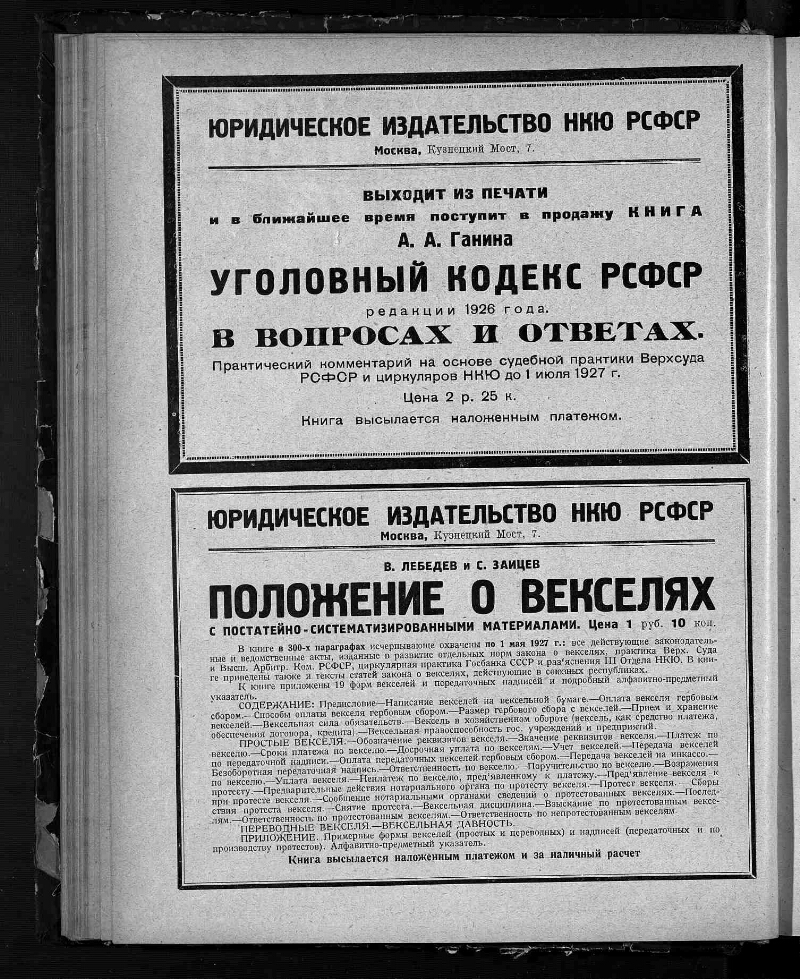 ЮРИДИЧЕСКОЕ ИЗДАТЕЛЬСТВО НКЮ РСФСР
Москва, Кузнецкий Мост, 7.
ВЫХОДИТ ИЗ ПЕЧАТИ
и в ближайшее время поступит в продажу КНИГА
А. А. Ганина
УГОЛОВНЫЙ КОДЕКС РСФСР
редакции 1926 года.
В ВОПРОСАХ И ОТВЕТАХ.
Практический комментарий на основе судебной практики Верхсуда
РСФСР и циркуляров НКЮ до 1 июля 1927 г.
Цена 2 р. 25 к.
Книга высылается наложенным платежом.
ЮРИДИЧЕСКОЕ ИЗДАТЕЛЬСТВО НКЮ РСФСР
Москва, Кузнецкий Мост, 7.
В. ЛЕБЕДЕВ и С. ЗАЙЦЕВ
ПОЛОЖЕНИЕ О ВЕКСЕЛЯХ
С ПОСТАТЕЙНО-СИСТЕМАТИЗИРОВАННЫМИ МАТЕРИАЛАМИ. Цена 1 руб. 10 коп.
В книге в 300-х параграфах исчерпывающе охвачены по 1 мая 1927 г.: все действующие законодатель-
ные и ведомственные акты, изданные о развитие отдельных норм закона о векселях, практика Верх. Суда
и Высш. Арбитр. Ком. РСФСР, циркулярная практика Госбанка СССР и раз'яснения III Отдела НКЮ. В кни-
ге приведены также и тексты статей закона о векселях, действующие в союзных республиках.
К книге приложены 19 форм векселей и передаточных надписей и подробный алфавитно-предметный
указатель.
СОДЕРЖАНИЕ: Предисловие—Написание векселей на вексельной бумаге.—Оплата векселя гербовым
сбором.—Способы оплаты векселя гербовым сбором.—Размер гербового сбора с векселей.—Прием и хранение
векселей.—Вексельная сила обязательств.—Вексель в хозяйственном обороте (вексель, как средство платежа,
обеспечения договора, кредита).—Вексельная правоспособность гос. учреждений и предприятий.
ПРОСТЫЕ ВЕКСЕЛЯ.—Обозначение реквизитов векселя.—Значение реквизитов векселя.—Платеж по
векселю.—Сроки платежа по векселю.—Досрочная уплата по векселям.—Учет векселей.—Передача векселей
по передаточной надписи.—Оплата передаточных векселей гербовым сбором.—Передача векселей на инкассо.—
Безоборотная передаточная надпись.—Ответственность по векселю.—Поручительство по векселю.—Возражения
по векселю.—Уплата векселя.—Неплатеж по векселю, пред'явленному к платежу.—Пред'явление векселя к
протесту.—Предварительные действия нотариального органа по протесту векселя.—Протест векселя.—Сборы
при протесте векселя.—Сообщение нотариальными органами сведений о протестованных векселях.—Послед-
ствия протеста векселя.—Снятие протеста.—Вексельная дисциплина.—Взыскание по протестованным вексе-
лям.—Ответственность по протестованным векселям.—Ответственность по непротестованным векселям
ПЕРЕВОДНЫЕ ВЕКСЕЛЯ.—ВЕКСЕЛЬНАЯ ДАВНОСТЬ.
ПРИЛОЖЕНИЕ. Примерные формы векселей (простых и переводных) и надписей (передаточных и по
производству протестов). Алфавитно-предметный указатель.
Книга высылается наложенным платежом и за наличный расчет